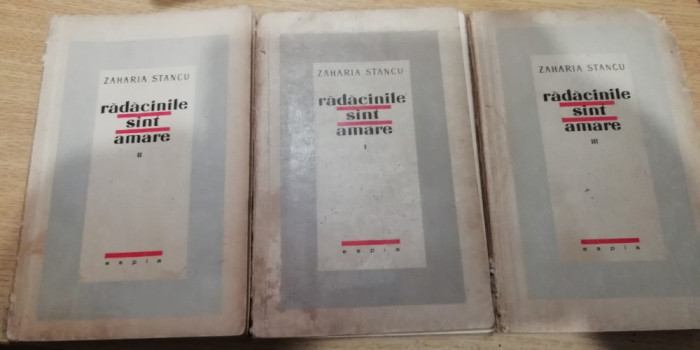 ZAHARIA STANCU
rădăcinile
sînt
amare
II
espla
ZAHARIA STANCU
rădăcinile
sînt
amare
I
espla
ZAHARIA STANCU
rădăcinile
sînt
amare
III
espla